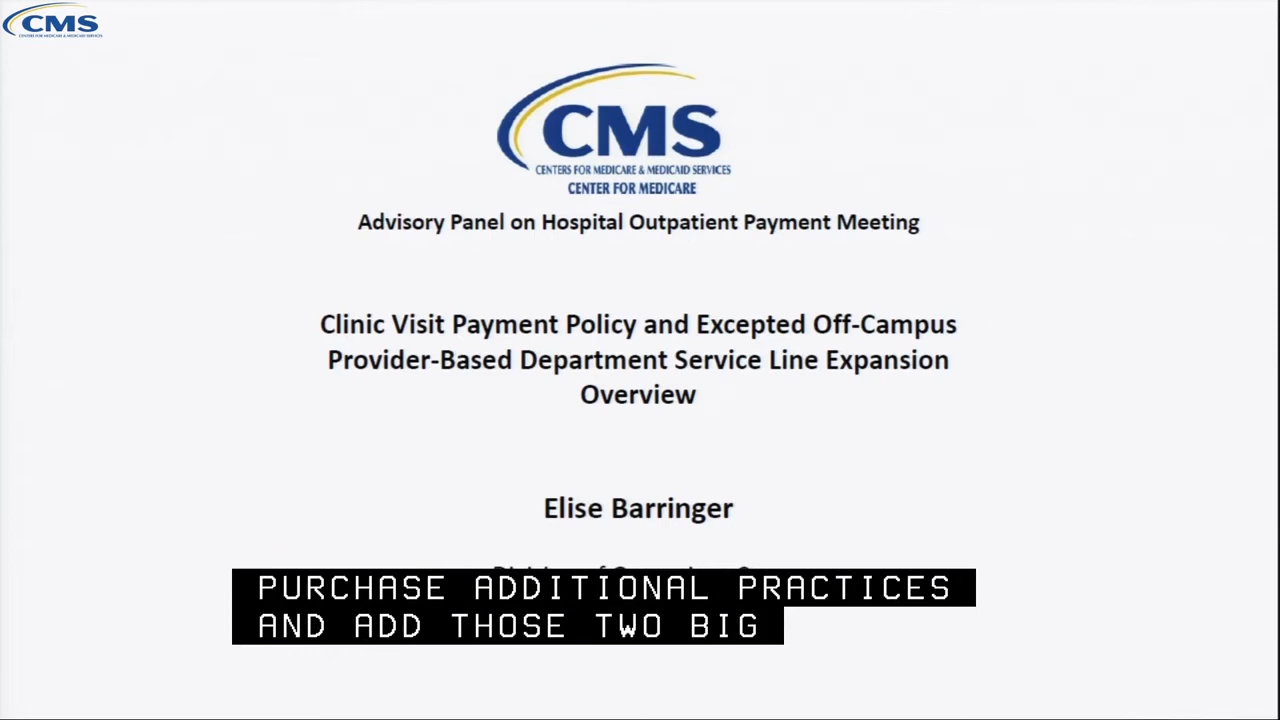 CMS
CENTERS FOR MEDICARE & MEDICAID SERVICES
CMS
CENTERS FOR MEDICARE & MEDICAID SERVICES
CENTER FOR MEDICARE
Advisory Panel on Hospital Outpatient Payment Meeting
Clinic Visit Payment Policy and Excepted Off-Campus
Provider-Based Department Service Line Expansion
Overview
Elise Barringer
PURCHASE ADDITIONAL PRACTICES
AND ADD THOSE TWO BIG